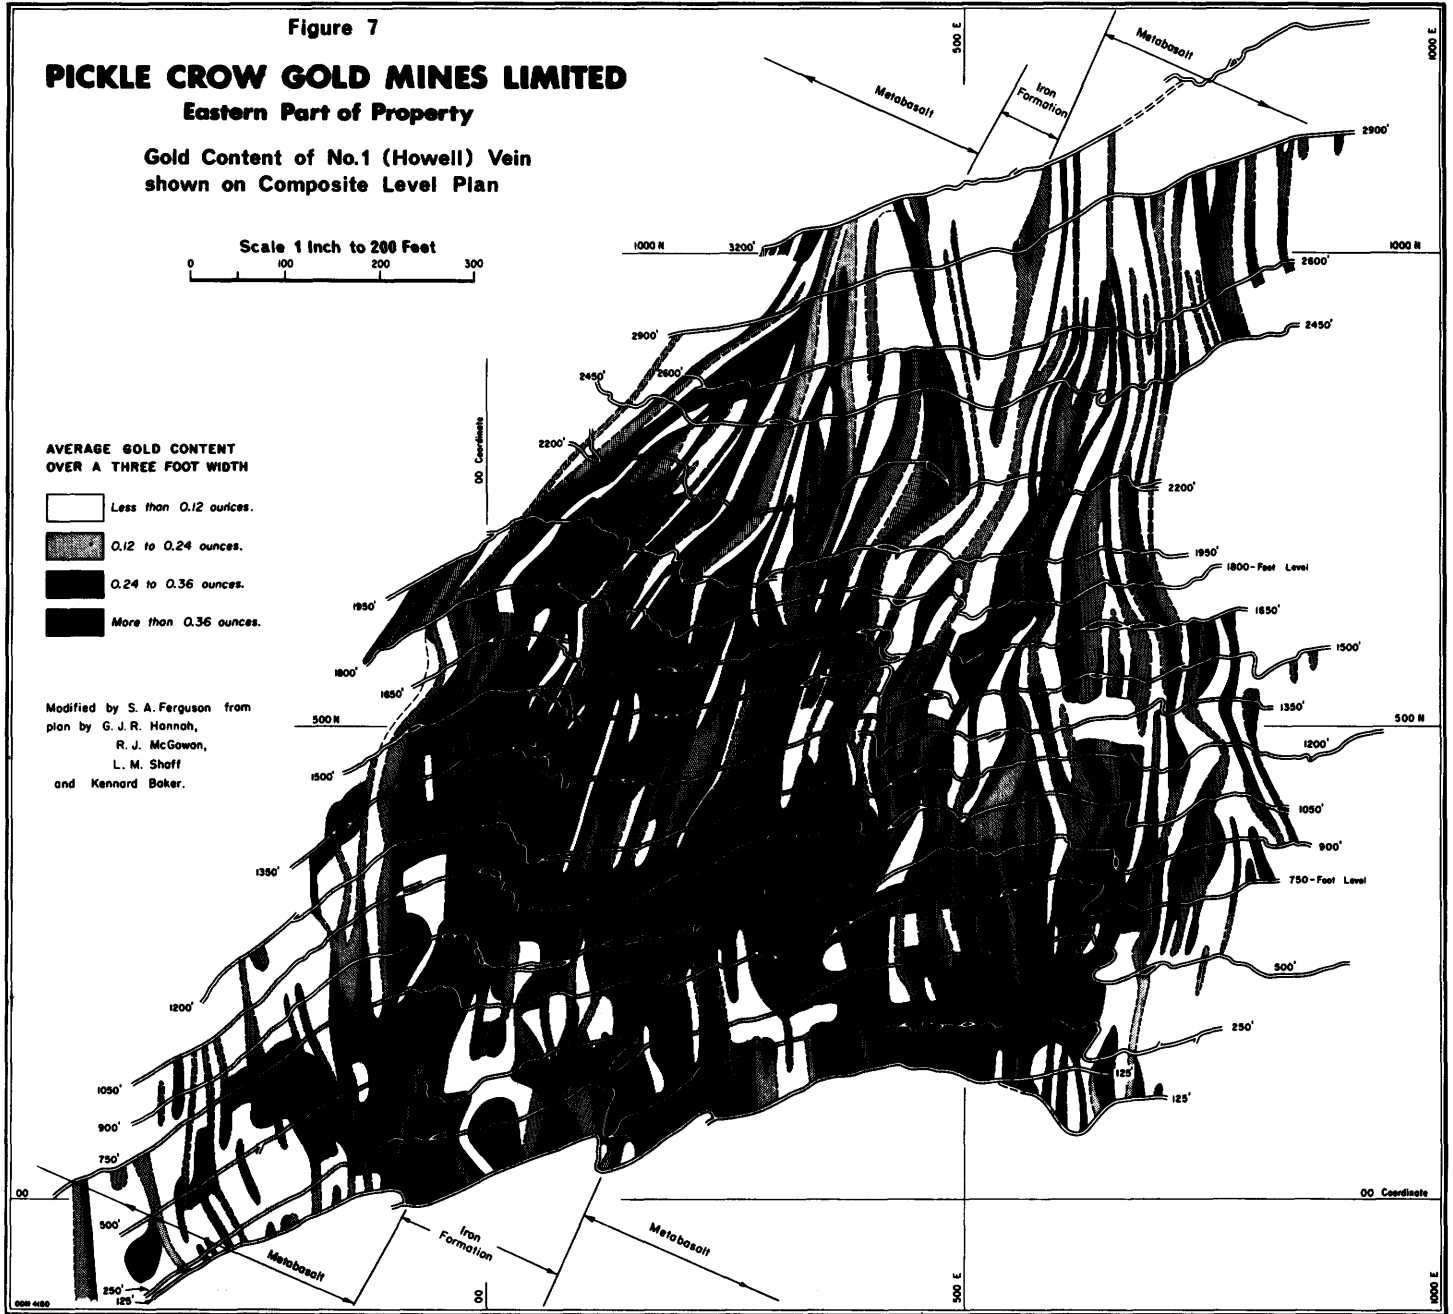 Figure 7
PICKLE CROW GOLD MINES LIMITED
Eastern Part of Property
Gold Content of No.1 (Howell) Vein
shown on Composite Level Plan
Scale 1 Inch to 200 Feet
0 100 200 300
500 E
1000 E
Metabasalt
Iron
Formation
Metabasalt
2900'
1000 N
3200'
1000 N
2600'
2450'
2900'
2600'
2450'
2200'
00 Coordinate
AVERAGE GOLD CONTENT
OVER A THREE FOOT WIDTH
Less than 0.12 ounces.
0.12 to 0.24 ounces.
0.24 to 0.36 ounces.
More than 0.36 ounces.
2200'
1950'
1800-Foot Level
1950'
1650'
1800'
1500'
1650'
Modified by S. A. Ferguson from
plan by G. J. R. Hannah,
R. J. McGowan,
L. M. Shaff
and Kennard Baker.
500 N
1350'
500 N
1200'
1500'
1050'
900'
1350'
750-Foot Level
500'
1200'
250'
1050'
125'
125'
900'
750'
00
00 Coordinate
500'
Iron
Formation
Metabasalt
Metabasalt
250'
125'
00
500 E
1000 E
ODM 4160